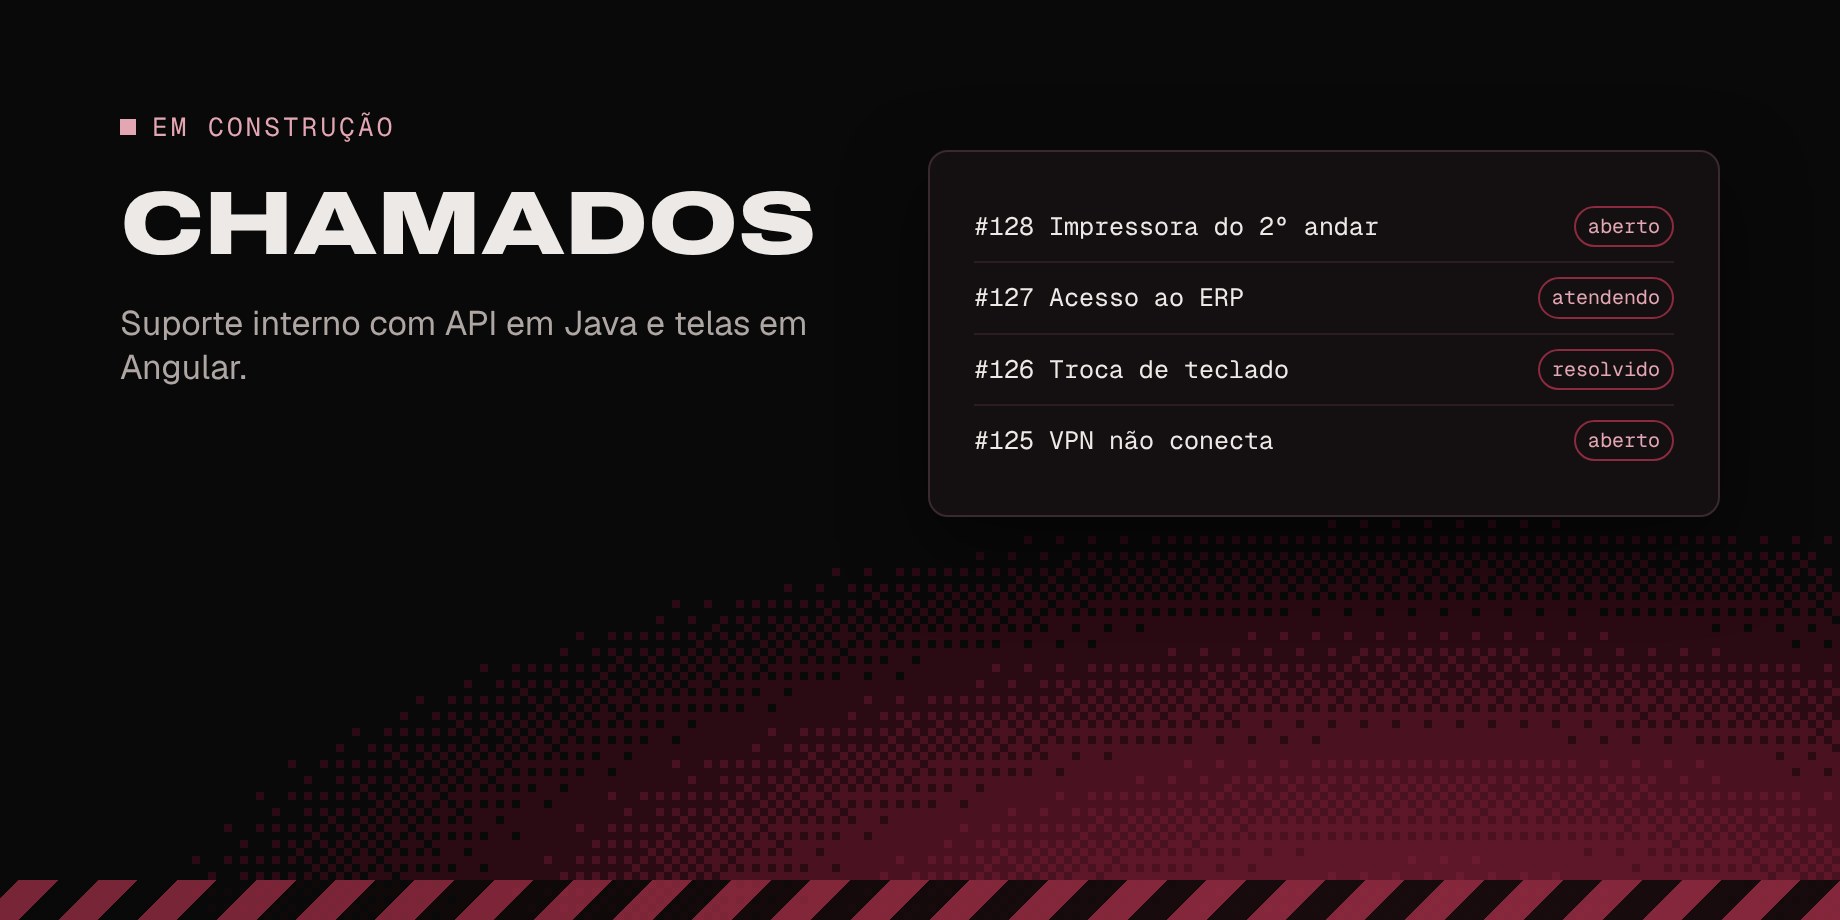 EM CONSTRUÇÃO
CHAMADOS
Suporte interno com API em Java e telas em
Angular.
#128 Impressora do 2º andar aberto
#127 Acesso ao ERP atendendo
#126 Troca de teclado resolvido
#125 VPN não conecta aberto